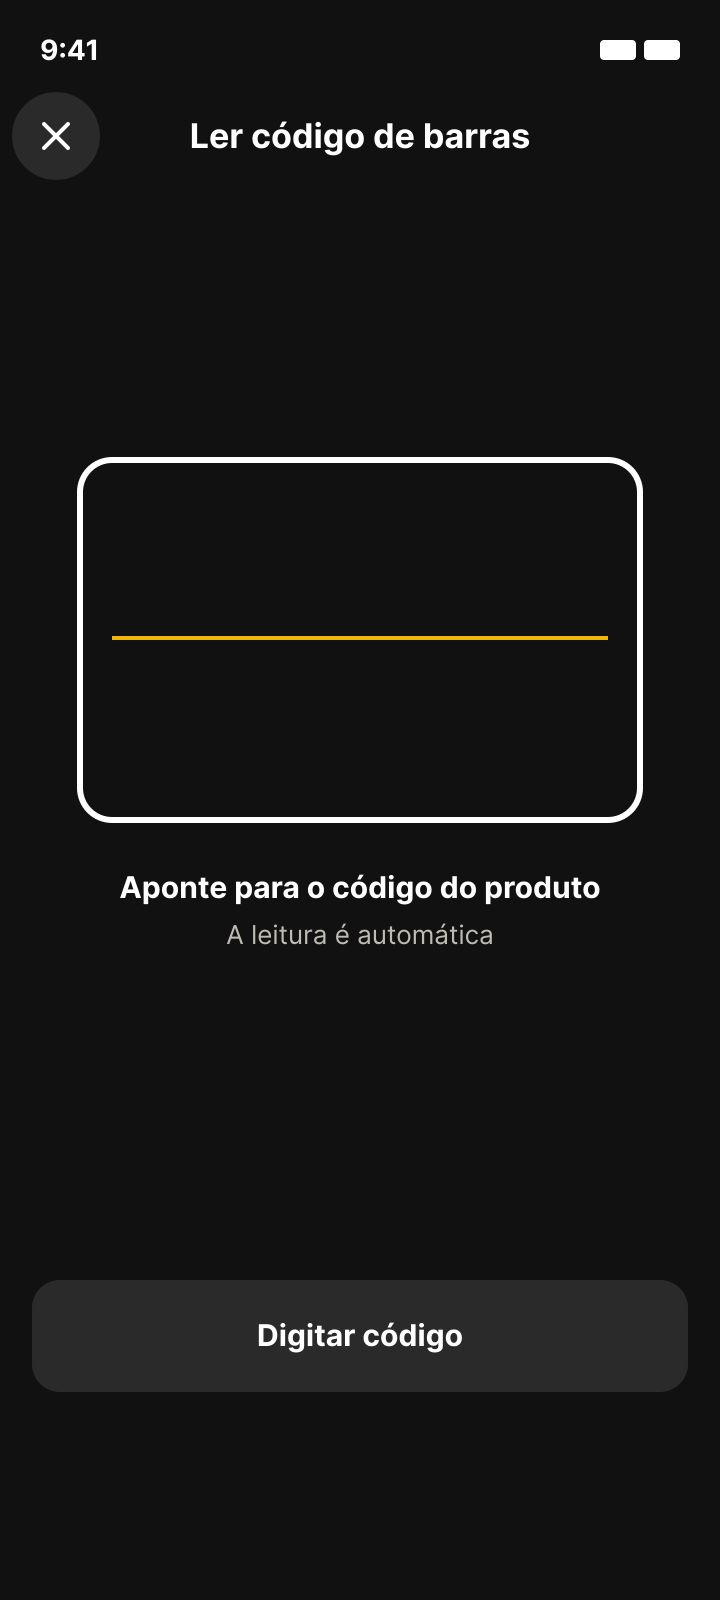 9:41
Ler código de barras
Aponte para o código do produto
A leitura é automática
Digitar código